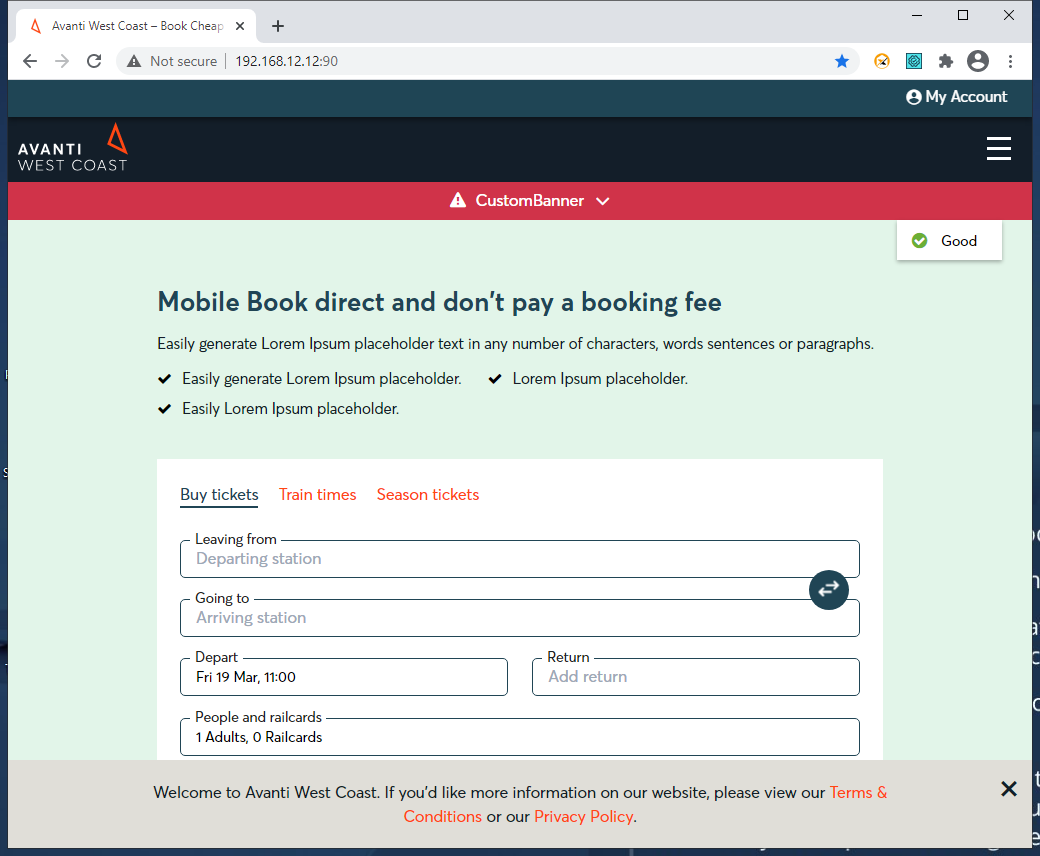 Avanti West Coast – Book Cheap
Not secure
192.168.12.12:90
My Account
AVANTI
WEST COAST
CustomBanner
Good
Mobile Book direct and don't pay a booking fee
Easily generate Lorem Ipsum placeholder text in any number of characters, words sentences or paragraphs.
Easily generate Lorem Ipsum placeholder. Lorem Ipsum placeholder.
Easily Lorem Ipsum placeholder.
Buy tickets Train times Season tickets
Leaving from
Departing station
Going to
Arriving station
Depart Return
Fri 19 Mar, 11:00 Add return
People and railcards
1 Adults, 0 Railcards
Welcome to Avanti West Coast. If you'd like more information on our website, please view our Terms &
Conditions or our Privacy Policy.